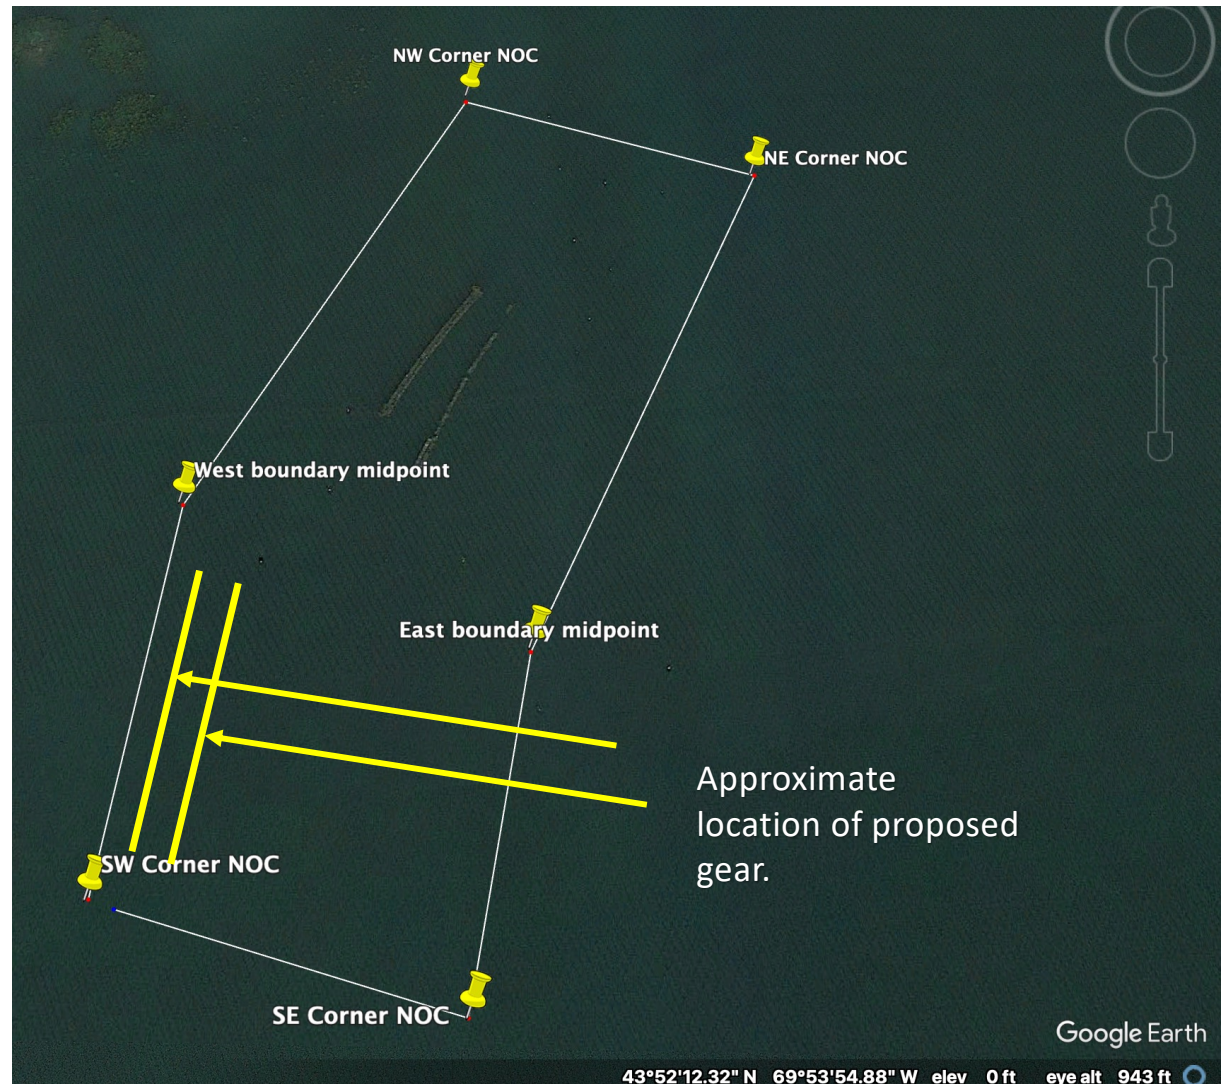 NW Corner NOC
NE Corner NOC
West boundary midpoint
East boundary midpoint
Approximate
location of proposed
gear.
SW Corner NOC
SE Corner NOC
Google Earth
43°52'12.32" N 69°53'54.88" W elev 0 ft eye alt 943 ft